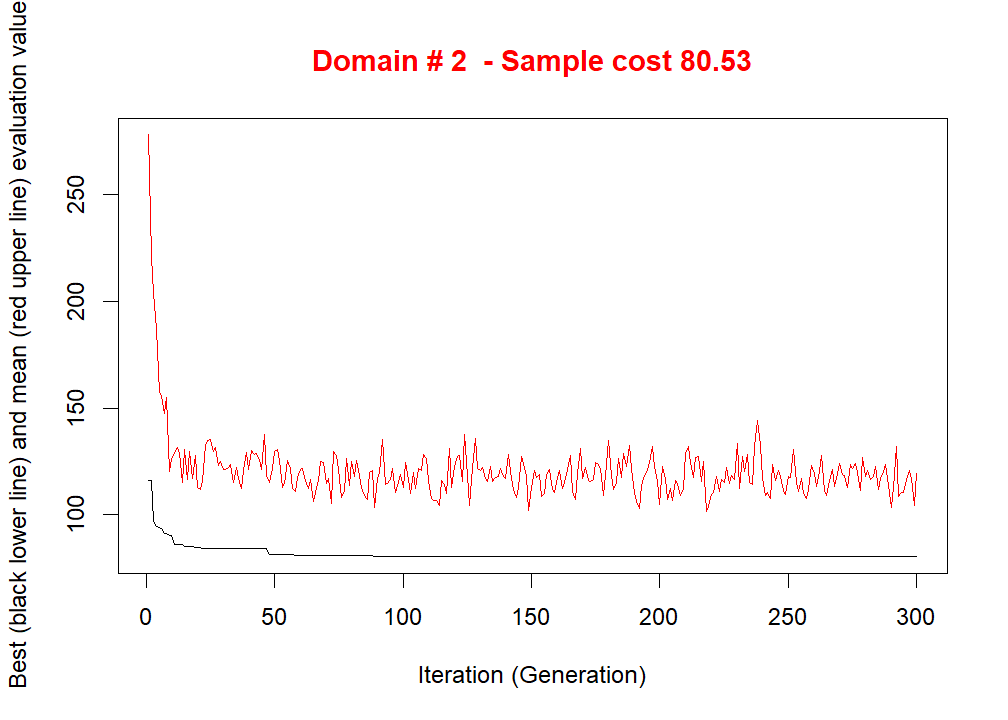 Domain # 2  - Sample cost 80.53
Best (black lower line) and mean (red upper line) evaluation value
250
200
150
100
0 50 100 150 200 250 300
Iteration (Generation)